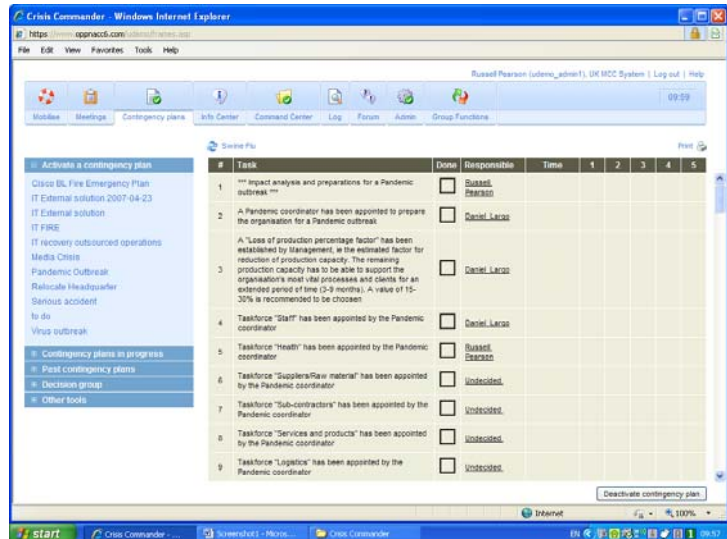 Crisis Commander - Windows Internet Explorer
https://www.oppnacc6.com/udemo/frames.asp
File Edit View Favorites Tools Help
Russell Pearson (udemo_admin1), UK MCC System | Log out | Help
Mobilise Meetings Contingency plans Info Center Command Center Log Forum Admin Group Functions
09:59
Swine Flu
Print
Activate a contingency plan
Cisco BL Fire Emergency Plan
IT External solution 2007-04-23
IT External solution
IT FIRE
IT recovery outsourced operations
Media Crisis
Pandemic Outbreak
Relocate Headquarter
Serious accident
to do
Virus outbreak
Contingency plans in progress
Past contingency plans
Decision group
Other tools
# Task Done Responsible Time 1 2 3 4 5
1 *** Impact analysis and preparations for a Pandemic
outbreak *** Russell
Pearson
2 A Pandemic coordinator has been appointed to prepare
the organisation for a Pandemic outbreak Daniel Largo
3 A "Loss of production percentage factor" has been
established by Management, ie the estimated factor for
reduction of production capacity. The remaining
production capacity has to be able to support the
organisation's most vital processes and clients for an
extended period of time (3-9 months). A value of 15-
30% is recommended to be choosen
Daniel Largo
4 Taskforce "Staff" has been appointed by the Pandemic
coordinator Daniel Largo
5 Taskforce "Health" has been appointed by the Pandemic
coordinator Russell
Pearson
6 Taskforce "Suppliers/Raw material" has been appointed
by the Pandemic coordinator Undecided
7 Taskforce "Sub-contractors" has been appointed by the
Pandemic coordinator Undecided
8 Taskforce "Services and products" has been appointed
by the Pandemic coordinator Undecided
9 Taskforce "Logistics" has been appointed by the
Pandemic coordinator Undecided
Deactivate contingency plan
Internet 100%
start Crisis Commander - ... Screenshot1 - Micros... Crisis Commander EN 09:57